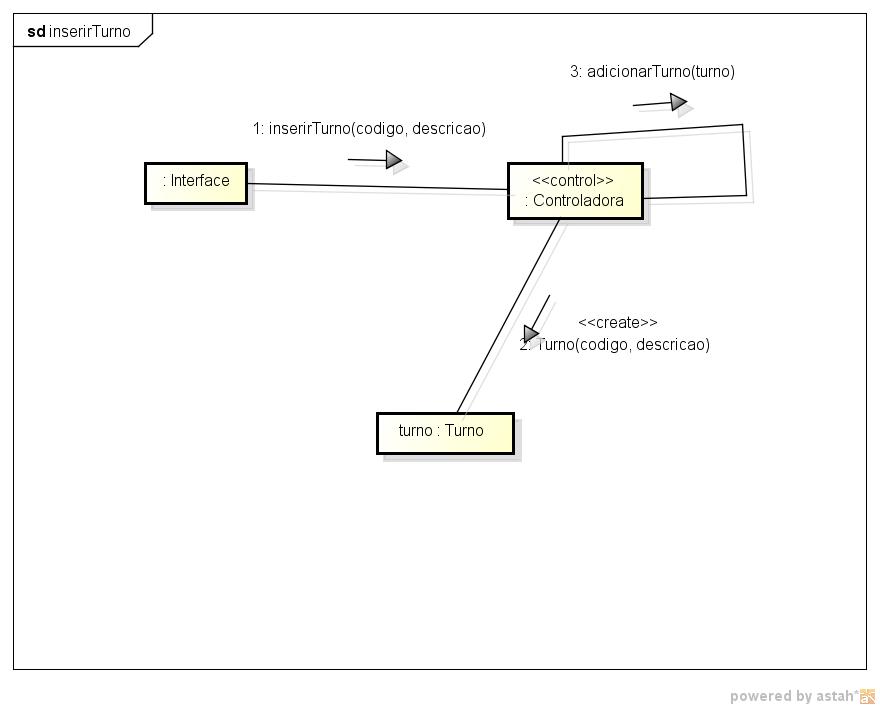 sd inserirTurno
3: adicionarTurno(turno)
1: inserirTurno(codigo, descricao)
: Interface
<<control>>
: Controladora
<<create>>
2: Turno(codigo, descricao)
turno : Turno
powered by astah*